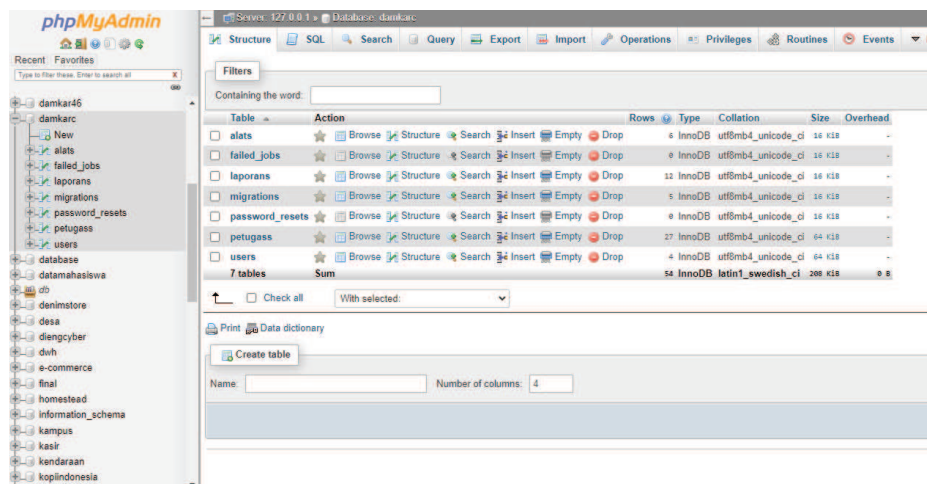 phpMyAdmin
Recent Favorites
Type to filter these, Enter to search all X
damkar46
damkarc
New
alats
failed_jobs
laporans
migrations
password_resets
petugass
users
database
datamahasiswa
db
denimstore
desa
diengcyber
dwh
e-commerce
final
homestead
information_schema
kampus
kasir
kendaraan
kopiindonesia
Server: 127.0.0.1 » Database: damkarc
Structure SQL Search Query Export Import Operations Privileges Routines Events
Filters
Containing the word:
Table Action Rows Type Collation Size Overhead
alats Browse Structure Search Insert Empty Drop 6 InnoDB utf8mb4_unicode_ci 16 KiB -
failed_jobs Browse Structure Search Insert Empty Drop 0 InnoDB utf8mb4_unicode_ci 16 KiB -
laporans Browse Structure Search Insert Empty Drop 12 InnoDB utf8mb4_unicode_ci 16 KiB -
migrations Browse Structure Search Insert Empty Drop 5 InnoDB utf8mb4_unicode_ci 16 KiB -
password_resets Browse Structure Search Insert Empty Drop 0 InnoDB utf8mb4_unicode_ci 16 KiB -
petugass Browse Structure Search Insert Empty Drop 27 InnoDB utf8mb4_unicode_ci 64 KiB -
users Browse Structure Search Insert Empty Drop 4 InnoDB utf8mb4_unicode_ci 64 KiB -
7 tables Sum 54 InnoDB latin1_swedish_ci 208 KiB 0 B
Check all With selected:
Print Data dictionary
Create table
Name: Number of columns: 4